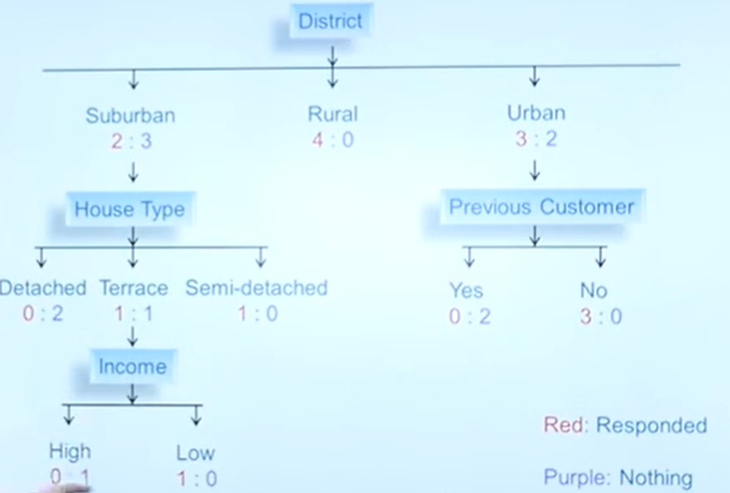 District
Suburban Rural Urban
2 : 3 4 : 0 3 : 2
House Type Previous Customer
Detached Terrace Semi-detached Yes No
0 : 2 1 : 1 1 : 0 0 : 2 3 : 0
Income
Red: Responded
High Low
0 1 1 : 0
Purple: Nothing